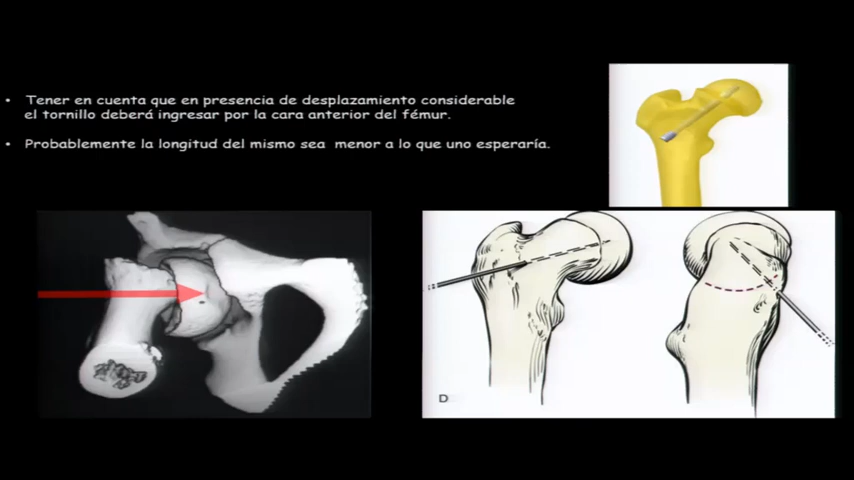 • Tener en cuenta que en presencia de desplazamiento considerable
el tornillo deberá ingresar por la cara anterior del fémur.
• Probablemente la longitud del mismo sea menor a lo que uno esperaría.
D